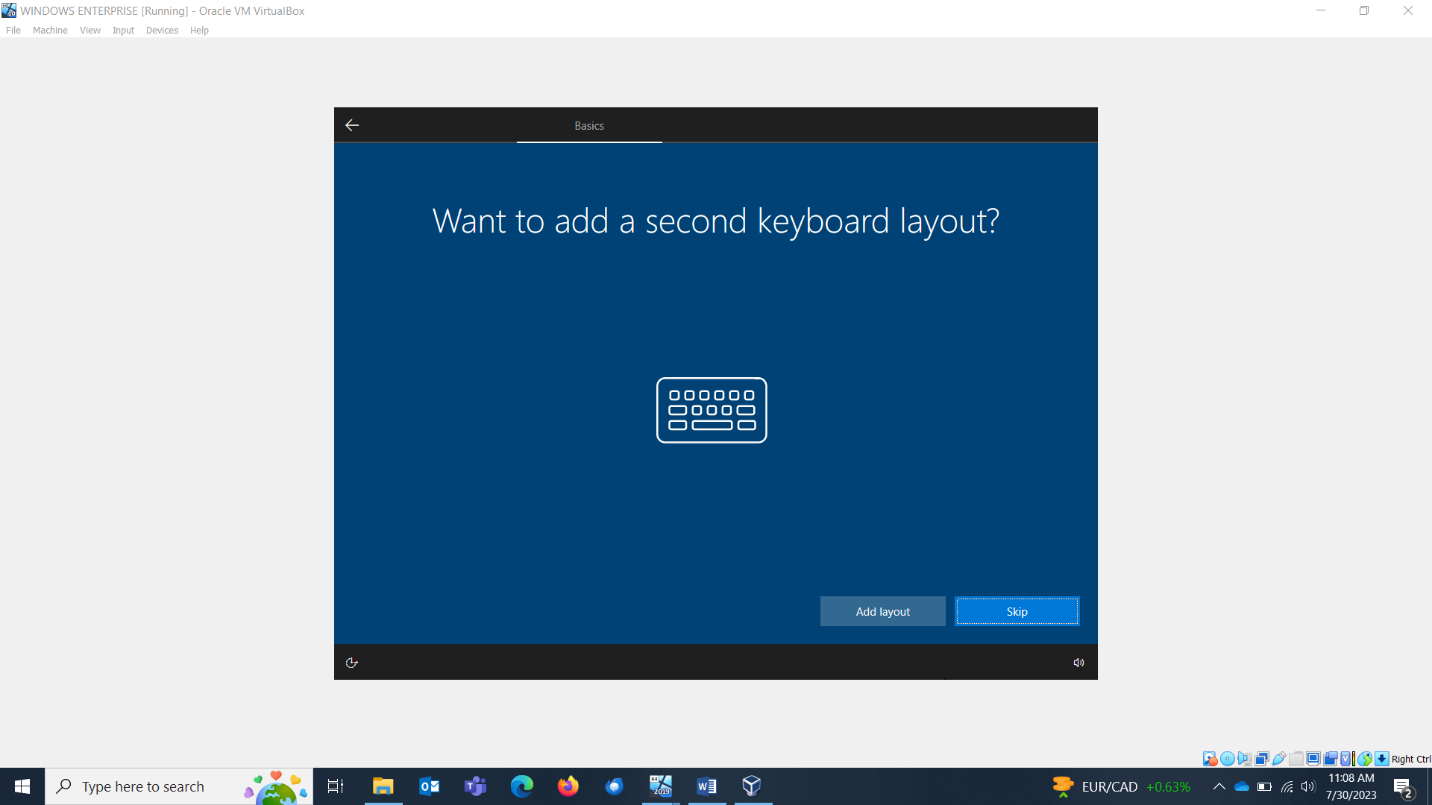 WINDOWS ENTERPRISE [Running] - Oracle VM VirtualBox
File Machine View Input Devices Help
Basics
Want to add a second keyboard layout?
Add layout Skip
Right Ctrl
Type here to search
2019
EUR/CAD +0.63%
11:08 AM
7/30/2023
2